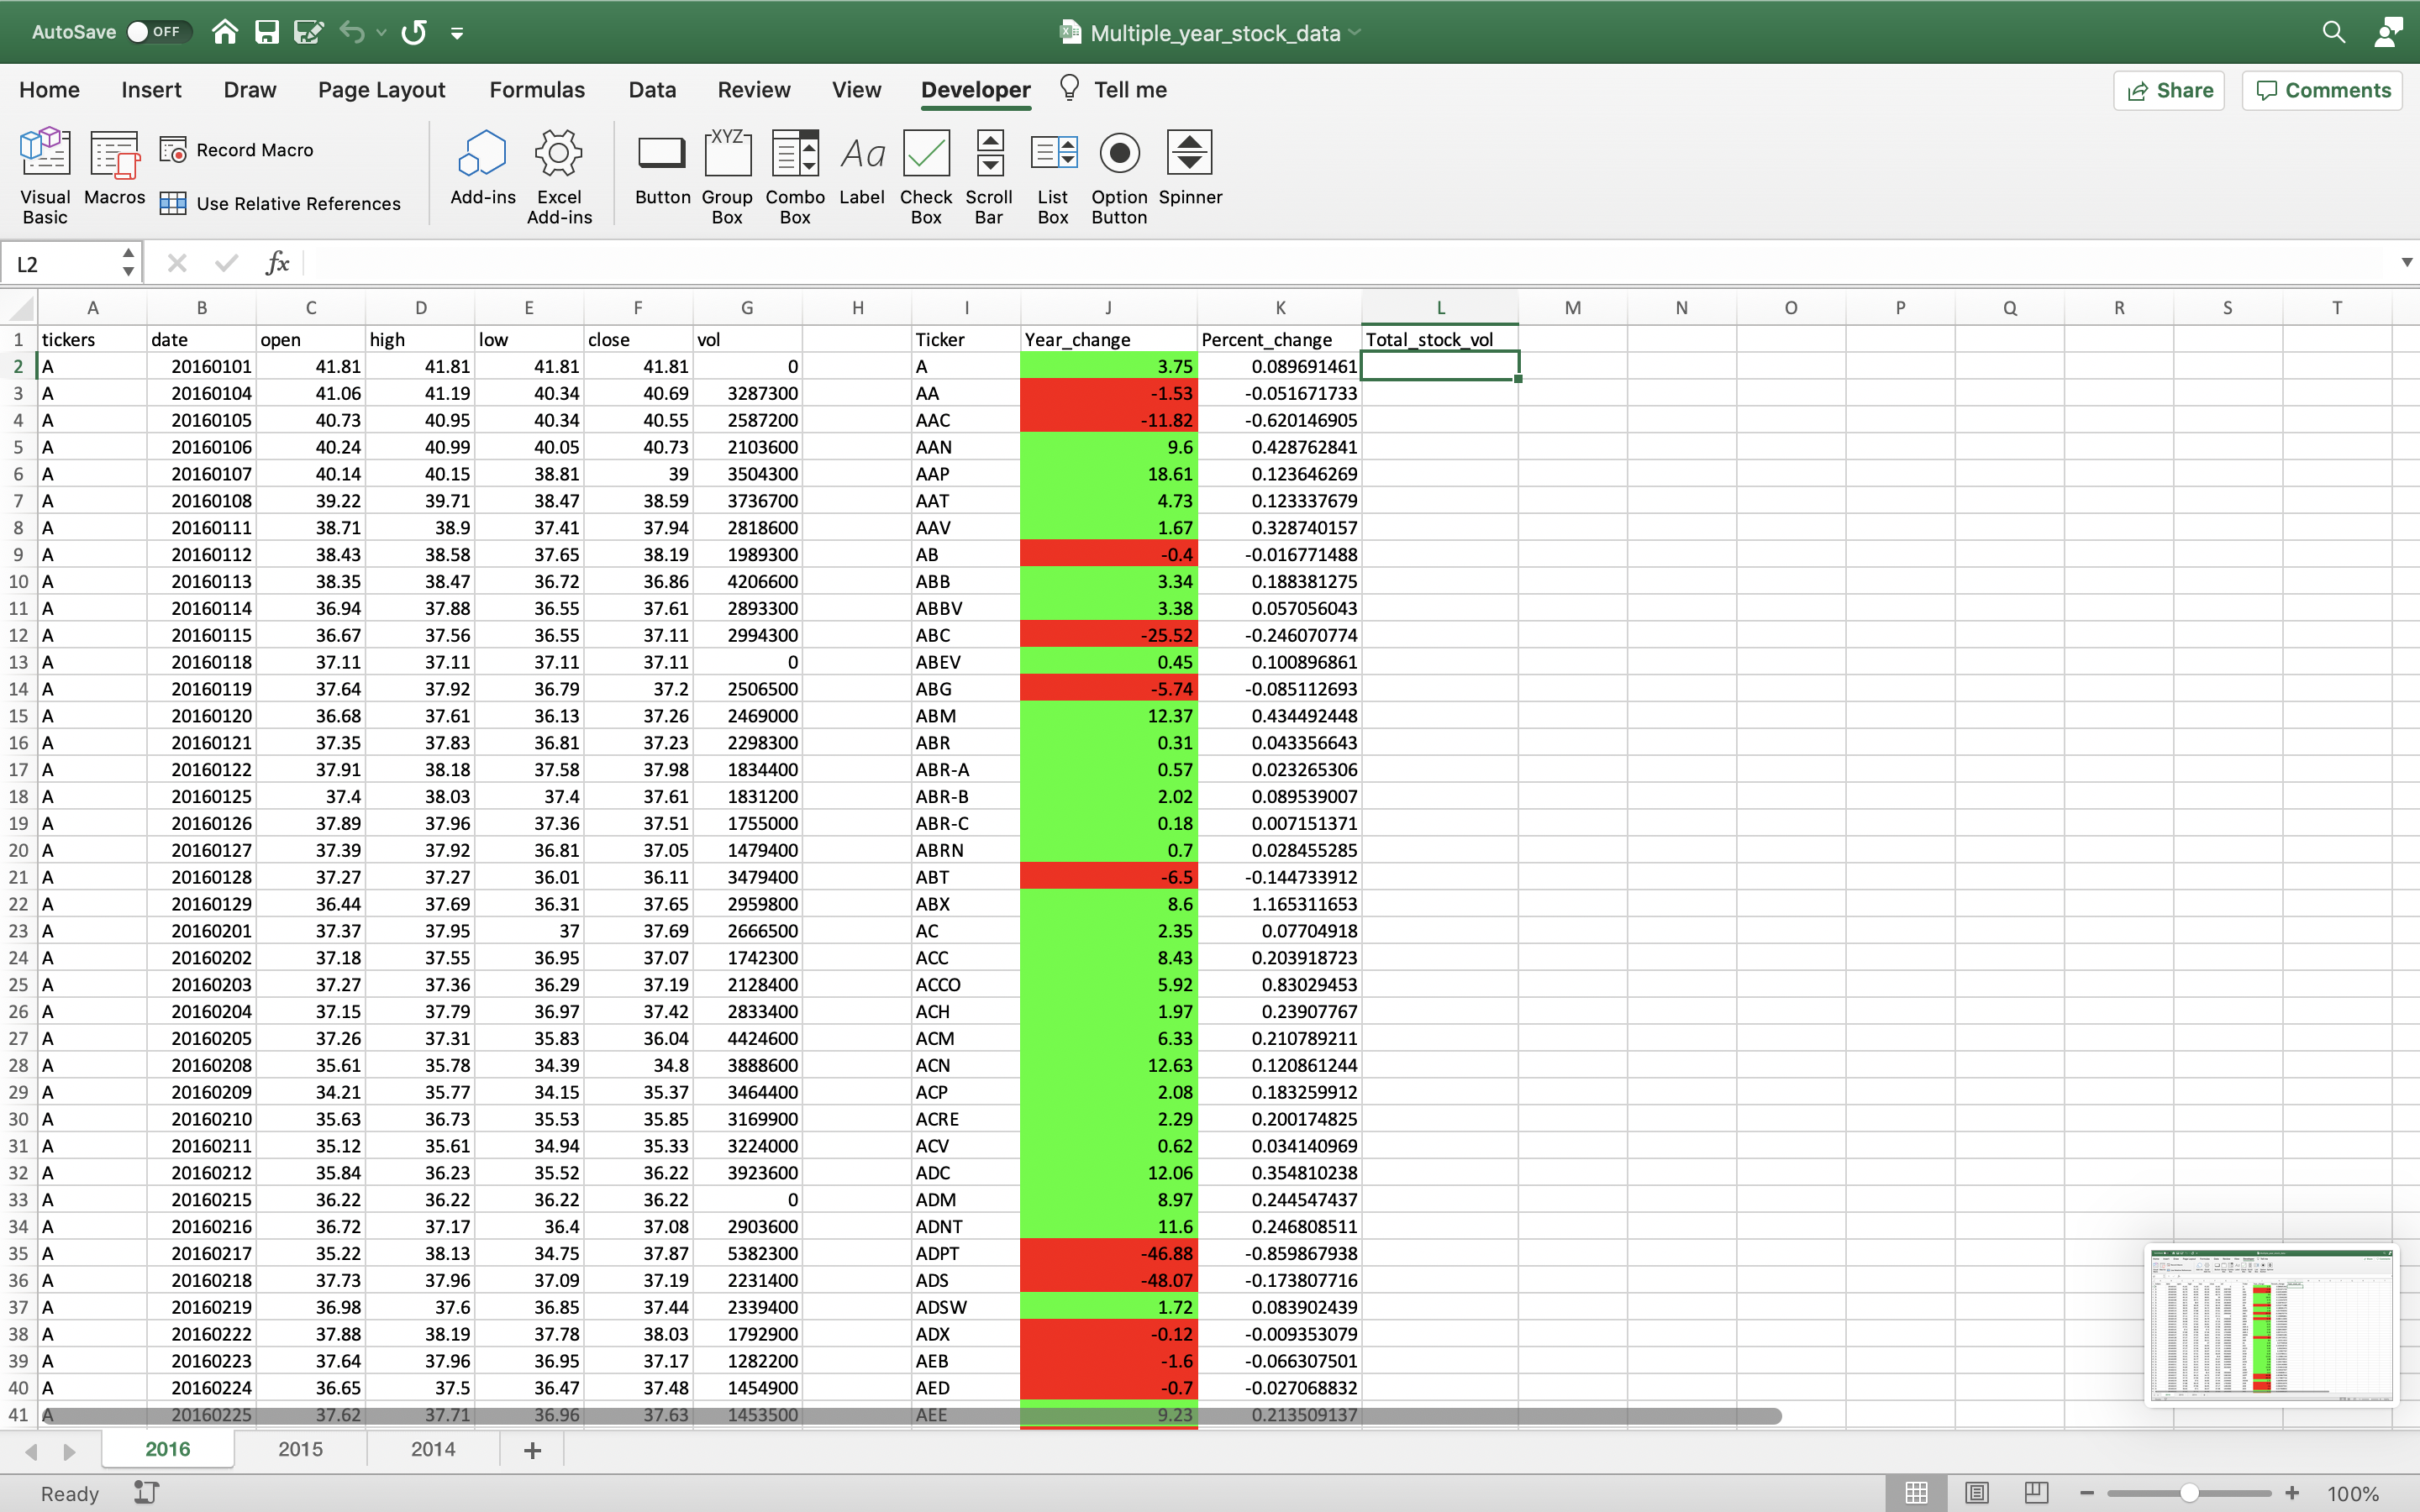 AutoSave OFF Multiple_year_stock_data
Home Insert Draw Page Layout Formulas Data Review View Developer Tell me Share Comments
Visual Basic Macros Record Macro Use Relative References Add-ins Excel Add-ins Button XYZ Group Box Combo Box Aa Label Check Box Scroll Bar List Box Option Button Spinner
L2 fx
A B C D E F G H I J K L M N O P Q R S T
1 tickers date open high low close vol Ticker Year_change Percent_change Total_stock_vol
2 A 20160101 41.81 41.81 41.81 41.81 0 A 3.75 0.089691461
3 A 20160104 41.06 41.19 40.34 40.69 3287300 AA -1.53 -0.051671733
4 A 20160105 40.73 40.95 40.34 40.55 2587200 AAC -11.82 -0.620146905
5 A 20160106 40.24 40.99 40.05 40.73 2103600 AAN 9.6 0.428762841
6 A 20160107 40.14 40.15 38.81 39 3504300 AAP 18.61 0.123646269
7 A 20160108 39.22 39.71 38.47 38.59 3736700 AAT 4.73 0.123337679
8 A 20160111 38.71 38.9 37.41 37.94 2818600 AAV 1.67 0.328740157
9 A 20160112 38.43 38.58 37.65 38.19 1989300 AB -0.4 -0.016771488
10 A 20160113 38.35 38.47 36.72 36.86 4206600 ABB 3.34 0.188381275
11 A 20160114 36.94 37.88 36.55 37.61 2893300 ABBV 3.38 0.057056043
12 A 20160115 36.67 37.56 36.55 37.11 2994300 ABC -25.52 -0.246070774
13 A 20160118 37.11 37.11 37.11 37.11 0 ABEV 0.45 0.100896861
14 A 20160119 37.64 37.92 36.79 37.2 2506500 ABG -5.74 -0.085112693
15 A 20160120 36.68 37.61 36.13 37.26 2469000 ABM 12.37 0.434492448
16 A 20160121 37.35 37.83 36.81 37.23 2298300 ABR 0.31 0.043356643
17 A 20160122 37.91 38.18 37.58 37.98 1834400 ABR-A 0.57 0.023265306
18 A 20160125 37.4 38.03 37.4 37.61 1831200 ABR-B 2.02 0.089539007
19 A 20160126 37.89 37.96 37.36 37.51 1755000 ABR-C 0.18 0.007151371
20 A 20160127 37.39 37.92 36.81 37.05 1479400 ABRN 0.7 0.028455285
21 A 20160128 37.27 37.27 36.01 36.11 3479400 ABT -6.5 -0.144733912
22 A 20160129 36.44 37.69 36.31 37.65 2959800 ABX 8.6 1.165311653
23 A 20160201 37.37 37.95 37 37.69 2666500 AC 2.35 0.07704918
24 A 20160202 37.18 37.55 36.95 37.07 1742300 ACC 8.43 0.203918723
25 A 20160203 37.27 37.36 36.29 37.19 2128400 ACCO 5.92 0.83029453
26 A 20160204 37.15 37.79 36.97 37.42 2833400 ACH 1.97 0.23907767
27 A 20160205 37.26 37.31 35.83 36.04 4424600 ACM 6.33 0.210789211
28 A 20160208 35.61 35.78 34.39 34.8 3888600 ACN 12.63 0.120861244
29 A 20160209 34.21 35.77 34.15 35.37 3464400 ACP 2.08 0.183259912
30 A 20160210 35.63 36.73 35.53 35.85 3169900 ACRE 2.29 0.200174825
31 A 20160211 35.12 35.61 34.94 35.33 3224000 ACV 0.62 0.034140969
32 A 20160212 35.84 36.23 35.52 36.22 3923600 ADC 12.06 0.354810238
33 A 20160215 36.22 36.22 36.22 36.22 0 ADM 8.97 0.244547437
34 A 20160216 36.72 37.17 36.4 37.08 2903600 ADNT 11.6 0.246808511
35 A 20160217 35.22 38.13 34.75 37.87 5382300 ADPT -46.88 -0.859867938
36 A 20160218 37.73 37.96 37.09 37.19 2231400 ADS -48.07 -0.173807716
37 A 20160219 36.98 37.6 36.85 37.44 2339400 ADSW 1.72 0.083902439
38 A 20160222 37.88 38.19 37.78 38.03 1792900 ADX -0.12 -0.009353079
39 A 20160223 37.64 37.96 36.95 37.17 1282200 AEB -1.6 -0.066307501
40 A 20160224 36.65 37.5 36.47 37.48 1454900 AED -0.7 -0.027068832
41 A 20160225 37.62 37.71 36.96 37.63 1453500 AEE 9.23 0.213509137
2016 2015 2014
Ready 100%